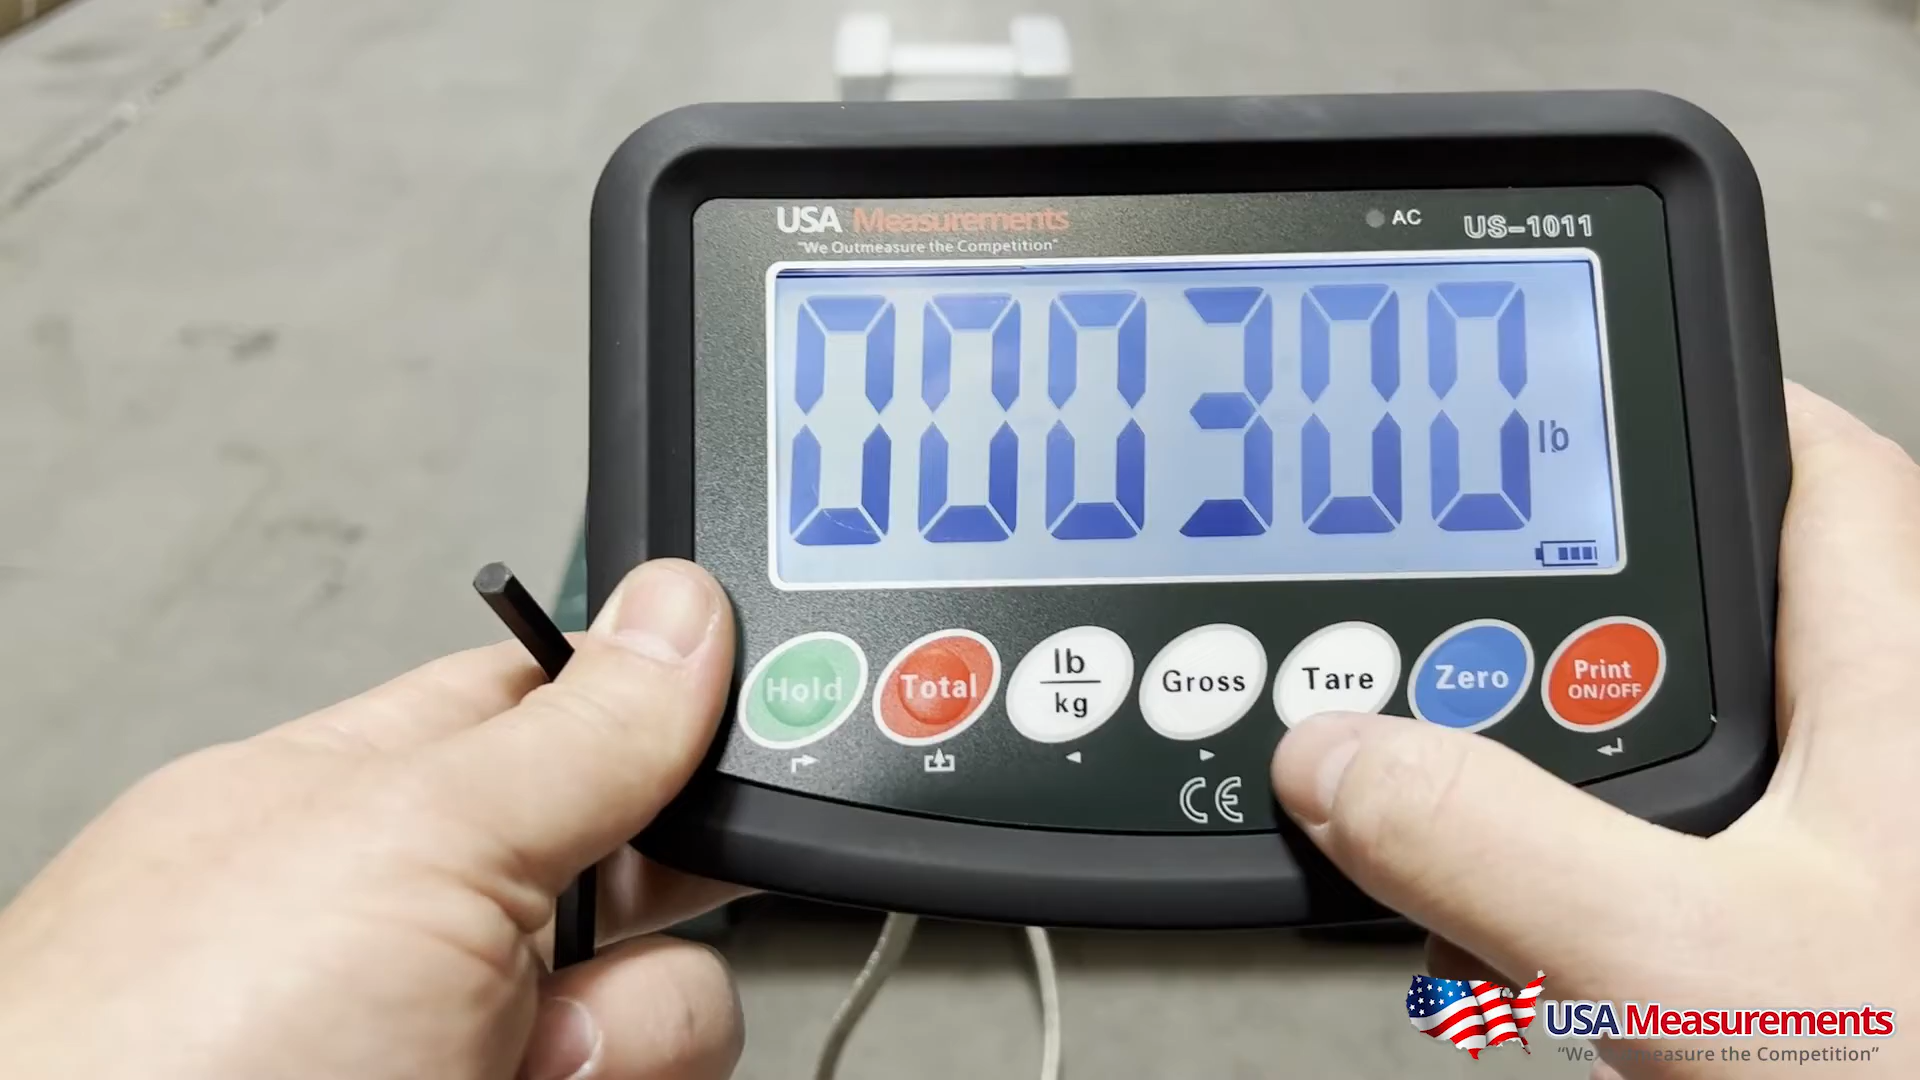 USA Measurements
"We Outmeasure the Competition"
AC
US-1011
000300
lb
Hold
Total
lb
kg
Gross
Tare
Zero
Print
ON/OFF
CE
USA Measurements
"We Outmeasure the Competition"